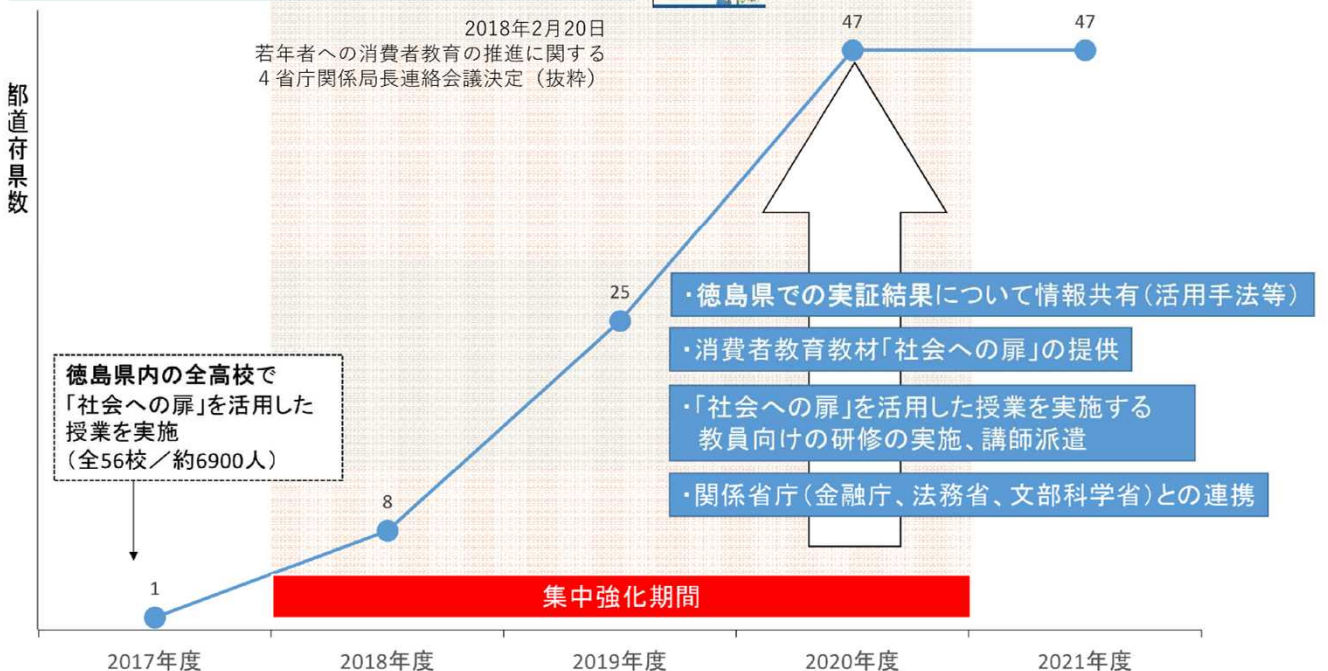 2018年2月20日
若年者への消費者教育の推進に関する
4省庁関係局長連絡会議決定（抜粋）
都道府県数
47
47
25
8
1
徳島県内の全高校で
「社会への扉」を活用した
授業を実施
（全56校／約6900人）
・徳島県での実証結果について情報共有（活用手法等）
・消費者教育教材「社会への扉」の提供
・「社会への扉」を活用した授業を実施する
教員向けの研修の実施、講師派遣
・関係省庁（金融庁、法務省、文部科学省）との連携
集中強化期間
2017年度
2018年度
2019年度
2020年度
2021年度